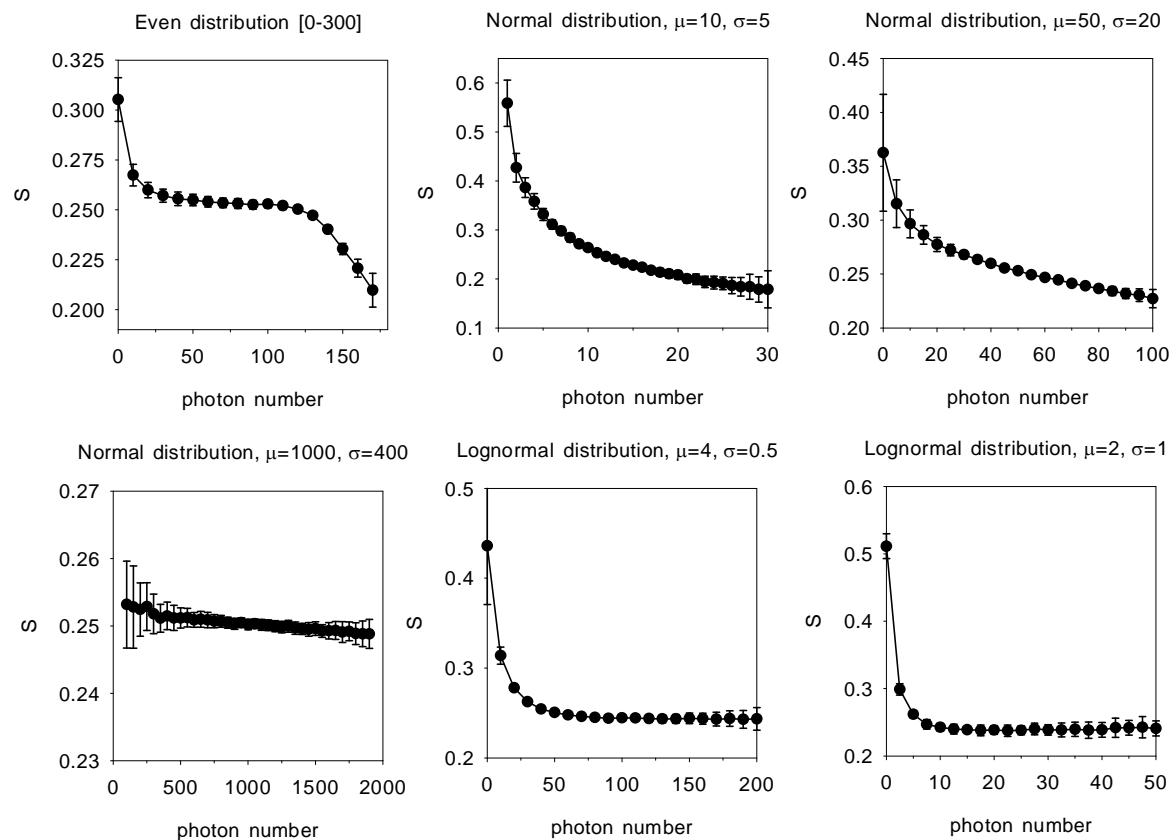 Even distribution [0-300]
0.325
0.300
0.275
0.250
0.225
0.200
S
0 50 100 150
photon number
Normal distribution, μ=10, σ=5
0.6
0.5
0.4
0.3
0.2
0.1
S
0 10 20 30
photon number
Normal distribution, μ=50, σ=20
0.45
0.40
0.35
0.30
0.25
0.20
S
0 20 40 60 80 100
photon number
Normal distribution, μ=1000, σ=400
0.27
0.26
0.25
0.24
0.23
S
0 500 1000 1500 2000
photon number
Lognormal distribution, μ=4, σ=0.5
0.5
0.4
0.3
0.2
S
0 50 100 150 200
photon number
Lognormal distribution, μ=2, σ=1
0.6
0.5
0.4
0.3
0.2
S
0 10 20 30 40 50
photon number